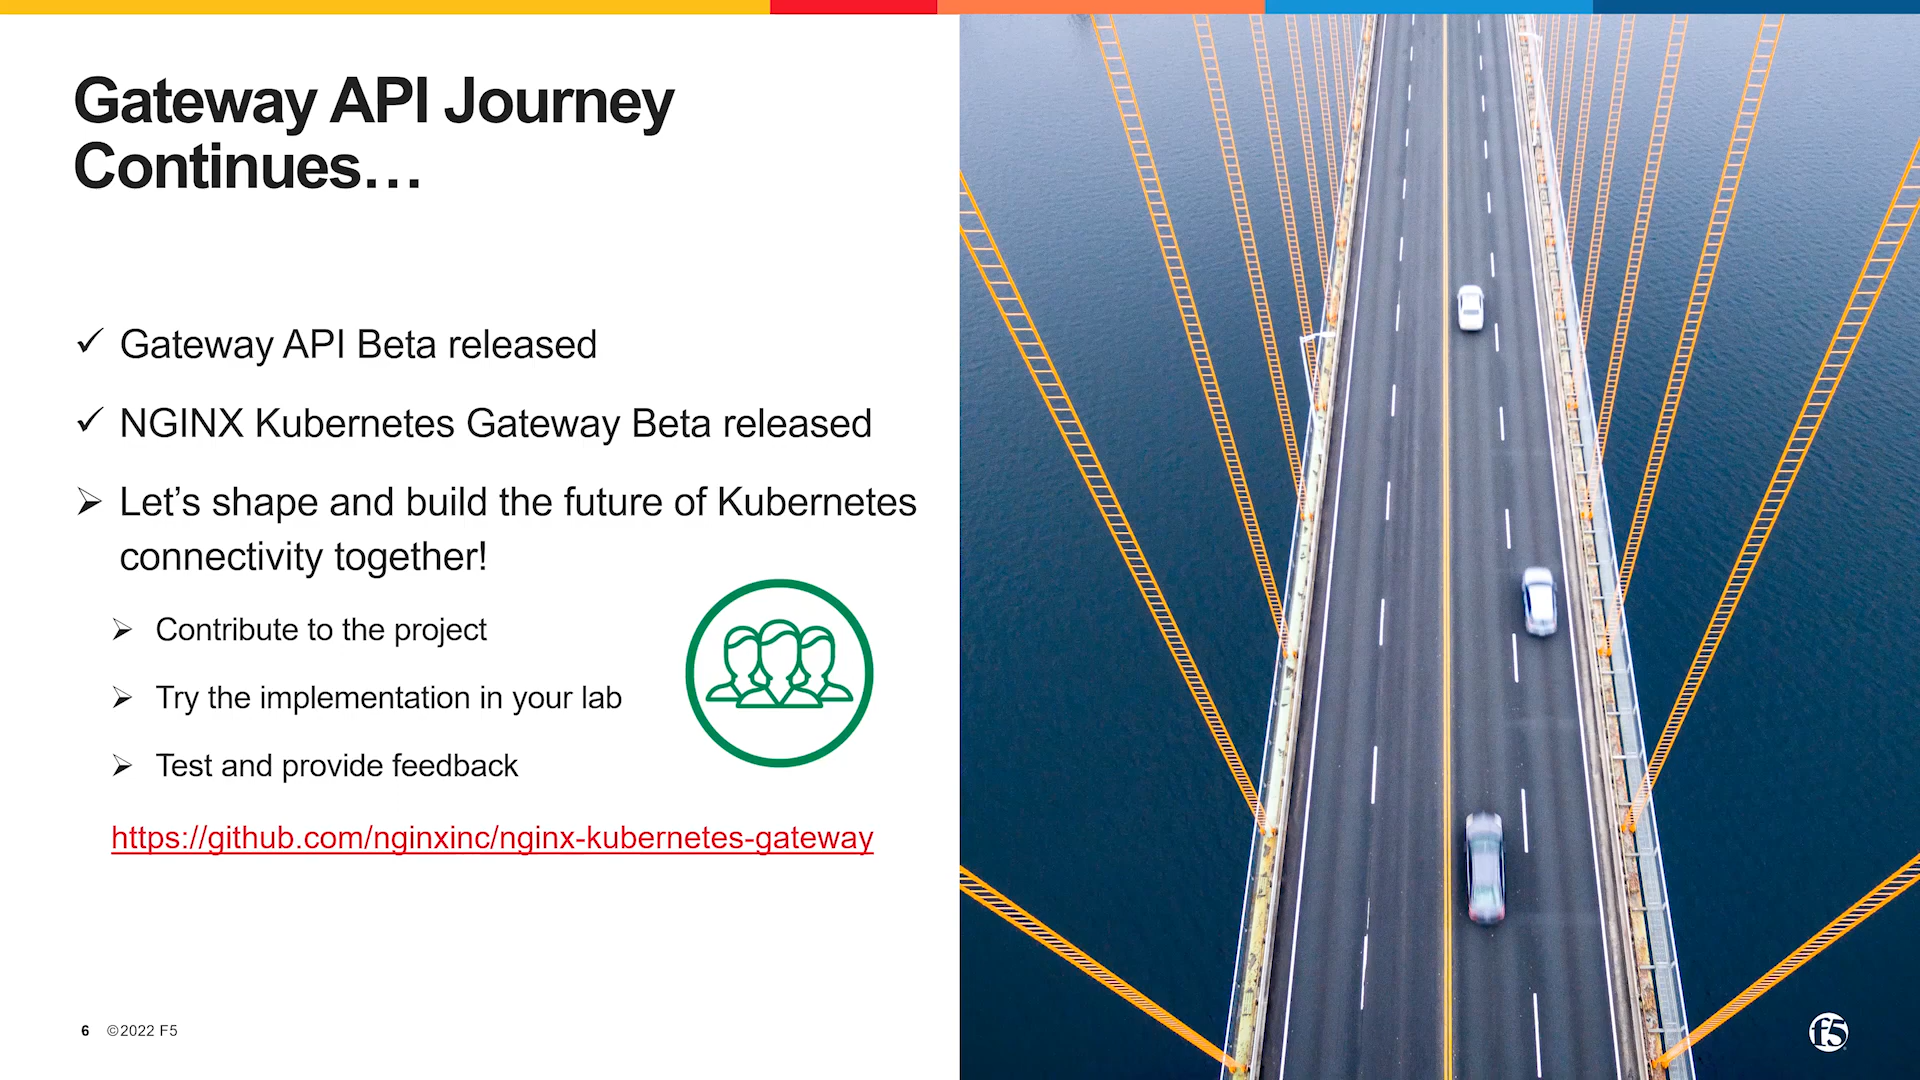 Gateway API Journey
Continues…
✓ Gateway API Beta released
✓ NGINX Kubernetes Gateway Beta released
➢ Let’s shape and build the future of Kubernetes
connectivity together!
➢ Contribute to the project
➢ Try the implementation in your lab
➢ Test and provide feedback
https://github.com/nginxinc/nginx-kubernetes-gateway
6 ©2022 F5
f5